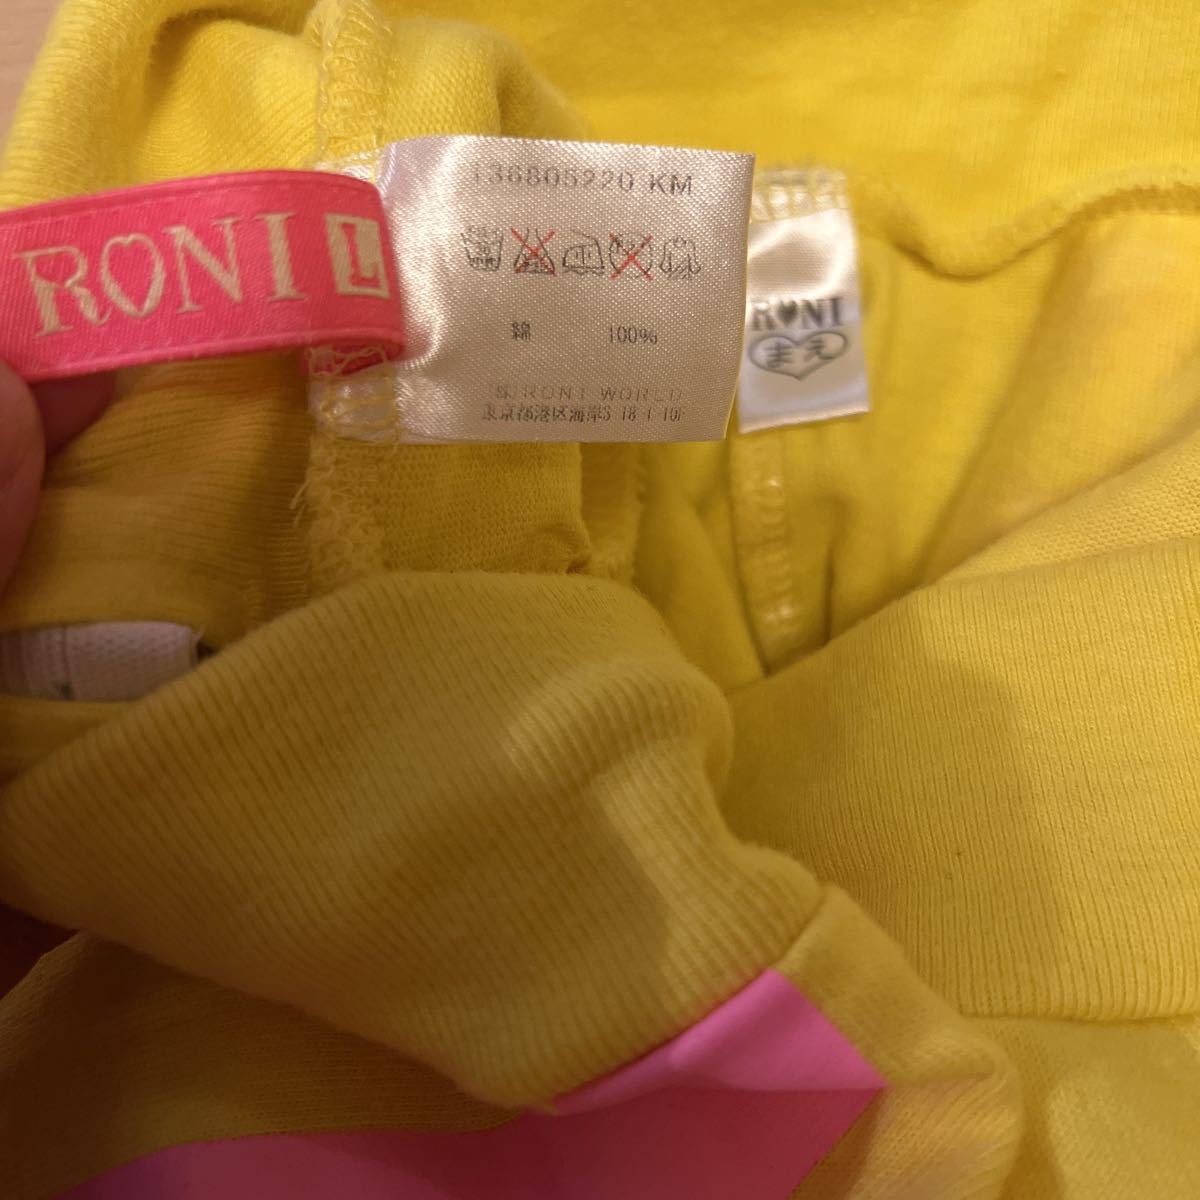 RONI L
136805220 KM
綿 100%
㈱RONI WORLD
東京都港区海岸3-18-1-10F
RONI
まえ